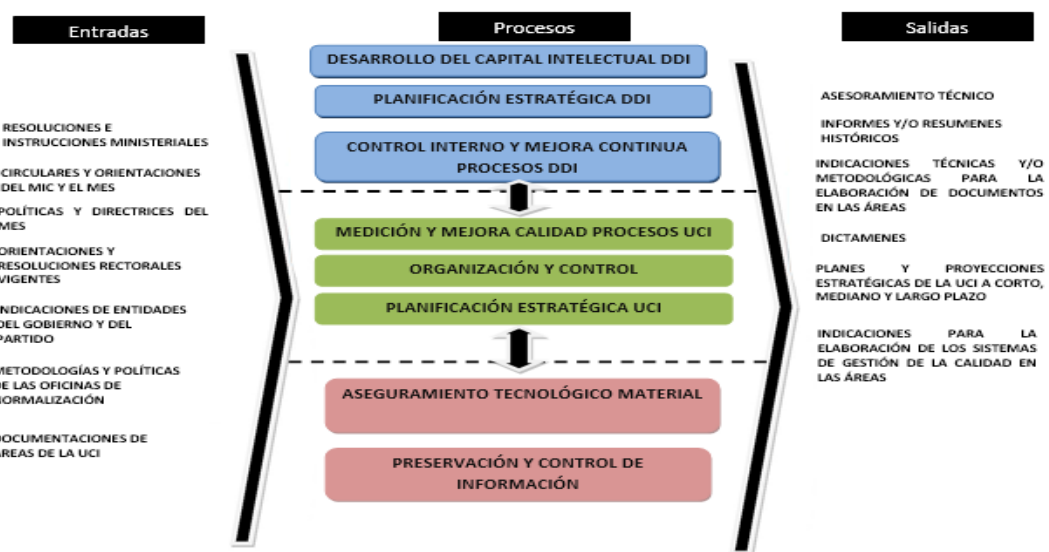 Entradas
RESOLUCIONES E
INSTRUCCIONES MINISTERIALES
CIRCULARES Y ORIENTACIONES
DEL MIC Y EL MES
POLÍTICAS Y DIRECTRICES DEL
MES
ORIENTACIONES Y
RESOLUCIONES RECTORALES
VIGENTES
INDICACIONES DE ENTIDADES
DEL GOBIERNO Y DEL
PARTIDO
METODOLOGÍAS Y POLÍTICAS
DE LAS OFICINAS DE
NORMALIZACIÓN
DOCUMENTACIONES DE
ÁREAS DE LA UCI
Procesos
DESARROLLO DEL CAPITAL INTELECTUAL DDI
PLANIFICACIÓN ESTRATÉGICA DDI
CONTROL INTERNO Y MEJORA CONTINUA
PROCESOS DDI
MEDICIÓN Y MEJORA CALIDAD PROCESOS UCI
ORGANIZACIÓN Y CONTROL
PLANIFICACIÓN ESTRATÉGICA UCI
ASEGURAMIENTO TECNOLÓGICO MATERIAL
PRESERVACIÓN Y CONTROL DE
INFORMACIÓN
Salidas
ASESORAMIENTO TÉCNICO
INFORMES Y/O RESUMENES
HISTÓRICOS
INDICACIONES TÉCNICAS Y/O
METODOLÓGICAS PARA LA
ELABORACIÓN DE DOCUMENTOS
EN LAS ÁREAS
DICTAMENES
PLANES Y PROYECCIONES
ESTRATÉGICAS DE LA UCI A CORTO,
MEDIANO Y LARGO PLAZO
INDICACIONES PARA LA
ELABORACIÓN DE LOS SISTEMAS
DE GESTIÓN DE LA CALIDAD EN
LAS ÁREAS